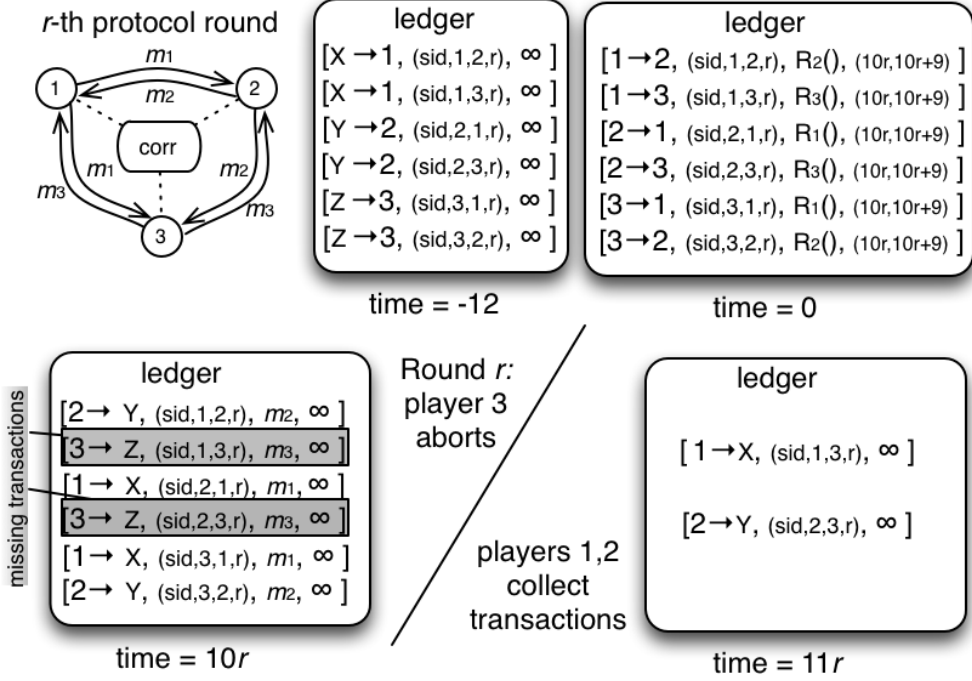 r-th protocol round
m1
1
m2
2
corr
m1
m2
m3
m3
3
ledger
[X →1, (sid,1,2,r), ∞ ]
[X →1, (sid,1,3,r), ∞ ]
[Y →2, (sid,2,1,r), ∞ ]
[Y →2, (sid,2,3,r), ∞ ]
[Z →3, (sid,3,1,r), ∞ ]
[Z →3, (sid,3,2,r), ∞ ]
time = -12
ledger
[1→2, (sid,1,2,r), R2(), (10r,10r+9) ]
[1→3, (sid,1,3,r), R3(), (10r,10r+9) ]
[2→1, (sid,2,1,r), R1(), (10r,10r+9) ]
[2→3, (sid,2,3,r), R3(), (10r,10r+9) ]
[3→1, (sid,3,1,r), R1(), (10r,10r+9) ]
[3→2, (sid,3,2,r), R2(), (10r,10r+9) ]
time = 0
missing transactions
ledger
[2→ Y, (sid,1,2,r), m2, ∞ ]
[3→ Z, (sid,1,3,r), m3, ∞ ]
[1→ X, (sid,2,1,r), m1, ∞ ]
[3→ Z, (sid,2,3,r), m3, ∞ ]
[1→ X, (sid,3,1,r), m1, ∞ ]
[2→ Y, (sid,3,2,r), m2, ∞ ]
time = 10r
Round r:
player 3
aborts
players 1,2
collect
transactions
ledger
[ 1→X, (sid,1,3,r), ∞ ]
[2→Y, (sid,2,3,r), ∞ ]
time = 11r